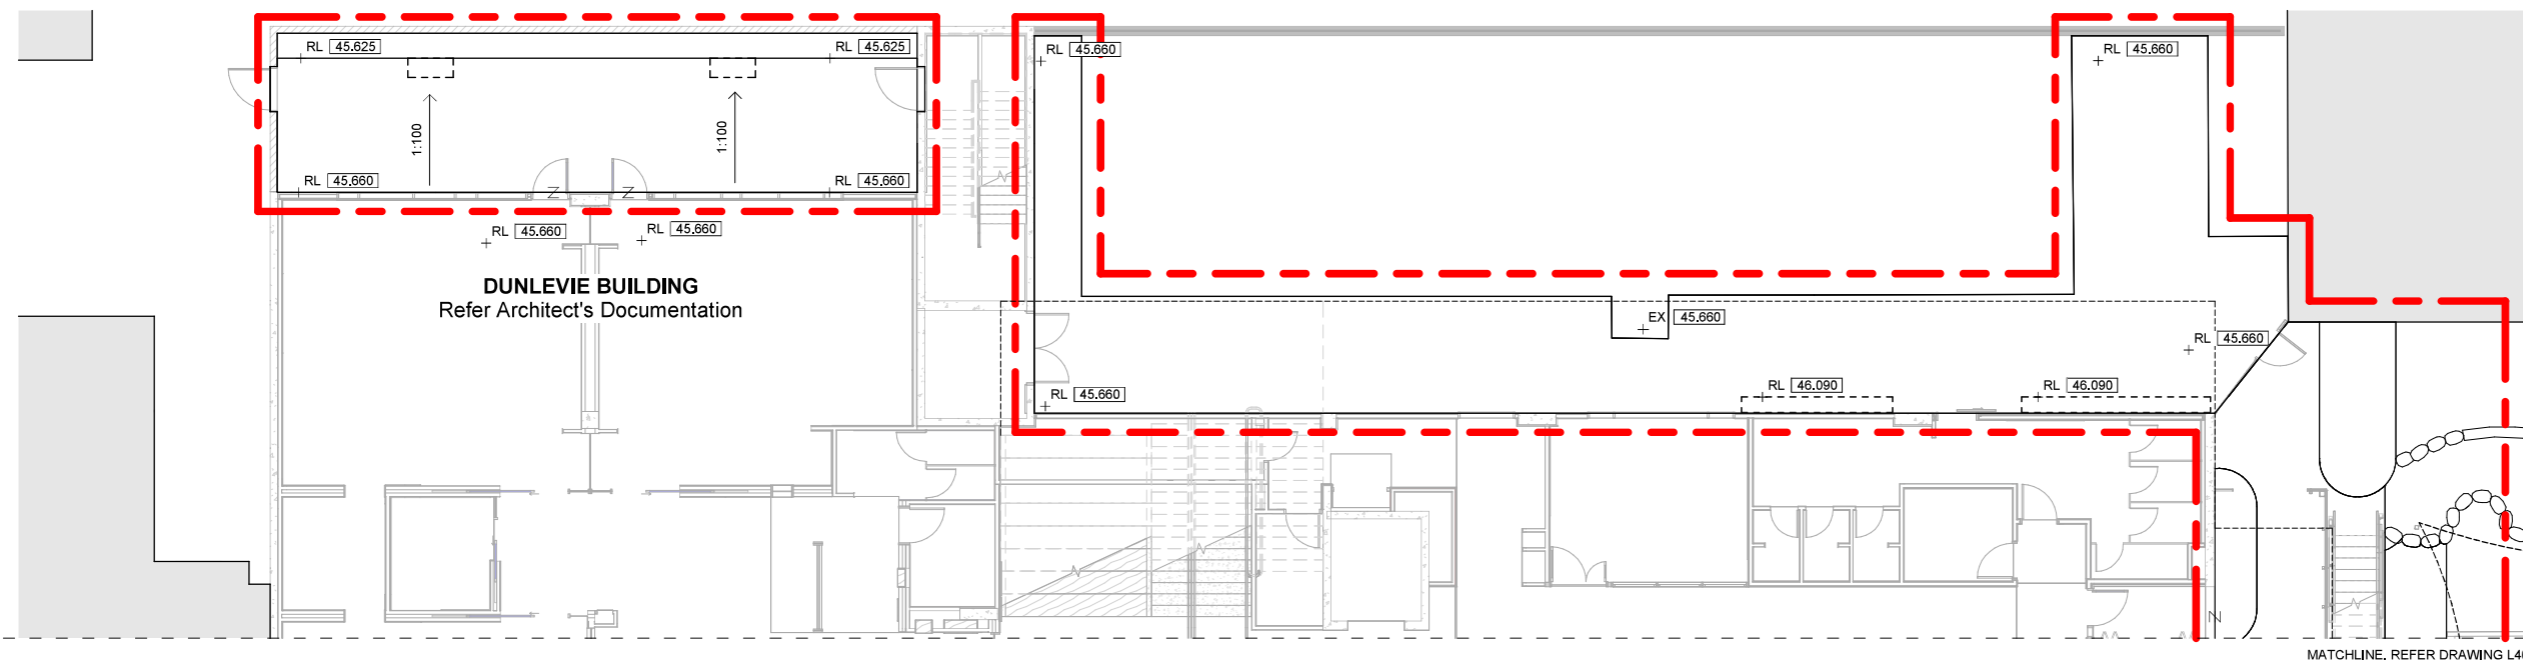 RL 45.625
RL 45.625
RL 45.660
RL 45.660
1:100
1:100
RL 45.660
RL 45.660
RL 45.660
RL 45.660
DUNLEVIE BUILDING
Refer Architect's Documentation
EX 45.660
RL 45.660
RL 46.090
RL 46.090
RL 45.660
MATCHLINE. REFER DRAWING